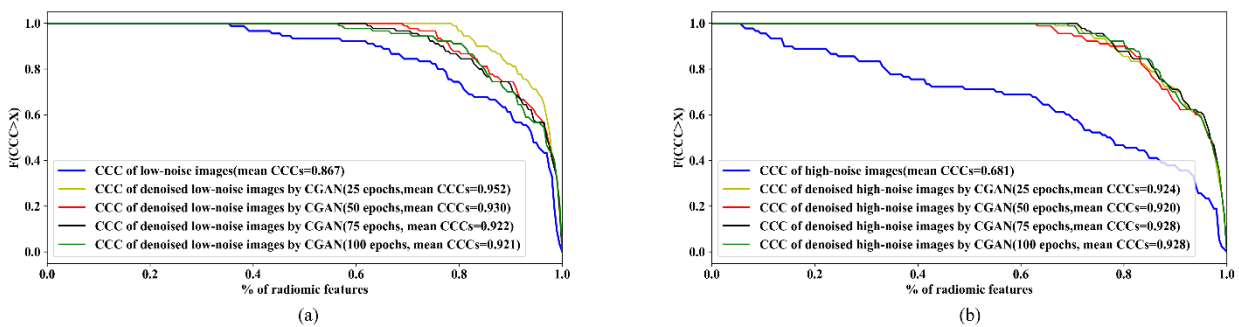 1.0
0.8
0.6
0.4
0.2
0.0
F(CCC>X)
CCC of low-noise images(mean CCCs=0.867)
CCC of denoised low-noise images by CGAN(25 epochs,mean CCCs=0.952)
CCC of denoised low-noise images by CGAN(50 epochs,mean CCCs=0.930)
CCC of denoised low-noise images by CGAN(75 epochs, mean CCCs=0.922)
CCC of denoised low-noise images by CGAN(100 epochs, mean CCCs=0.921)
0.0 0.2 0.4 0.6 0.8 1.0
% of radiomic features
(a)
1.0
0.8
0.6
0.4
0.2
0.0
F(CCC>X)
CCC of high-noise images(mean CCCs=0.681)
CCC of denoised high-noise images by CGAN(25 epochs,mean CCCs=0.924)
CCC of denoised high-noise images by CGAN(50 epochs,mean CCCs=0.920)
CCC of denoised high-noise images by CGAN(75 epochs,mean CCCs=0.928)
CCC of denoised high-noise images by CGAN(100 epochs, mean CCCs=0.928)
0.0 0.2 0.4 0.6 0.8 1.0
% of radiomic features
(b)